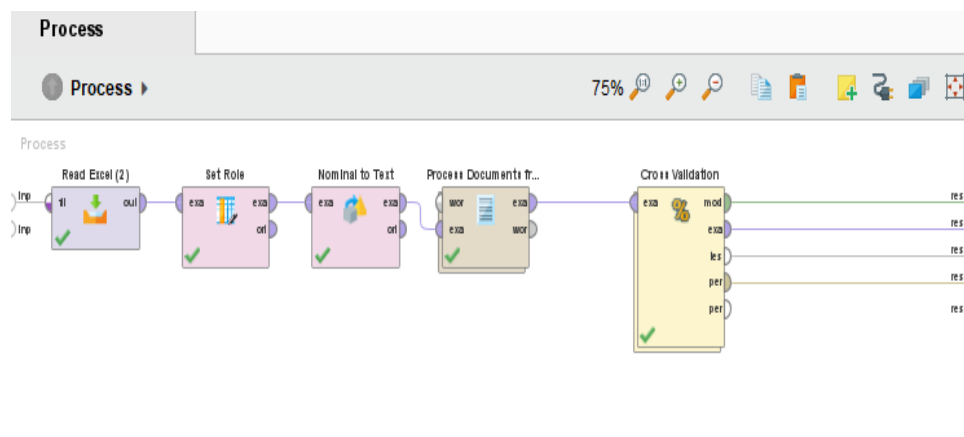 Process
Process
75%
Process
Read Excel (2)
Set Role
Nominal to Text
Process Documents fr...
Cross Validation
inp
fil
out
exa
exa
exa
exa
wor
exa
exa
mod
res
inp
ori
ori
exa
wor
exa
res
tes
res
per
res
per
res